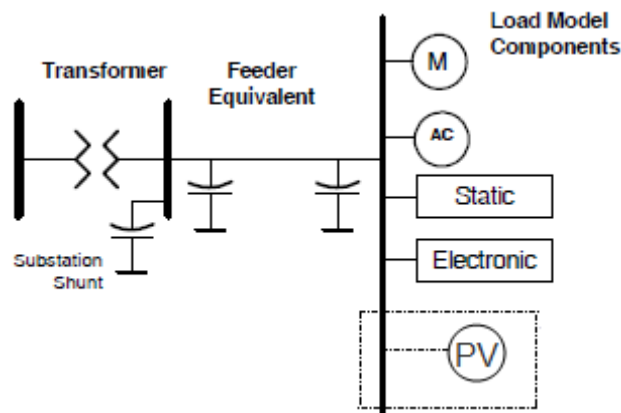 Load Model
Components
Transformer
Feeder
Equivalent
M
AC
Static
Electronic
Substation
Shunt
PV